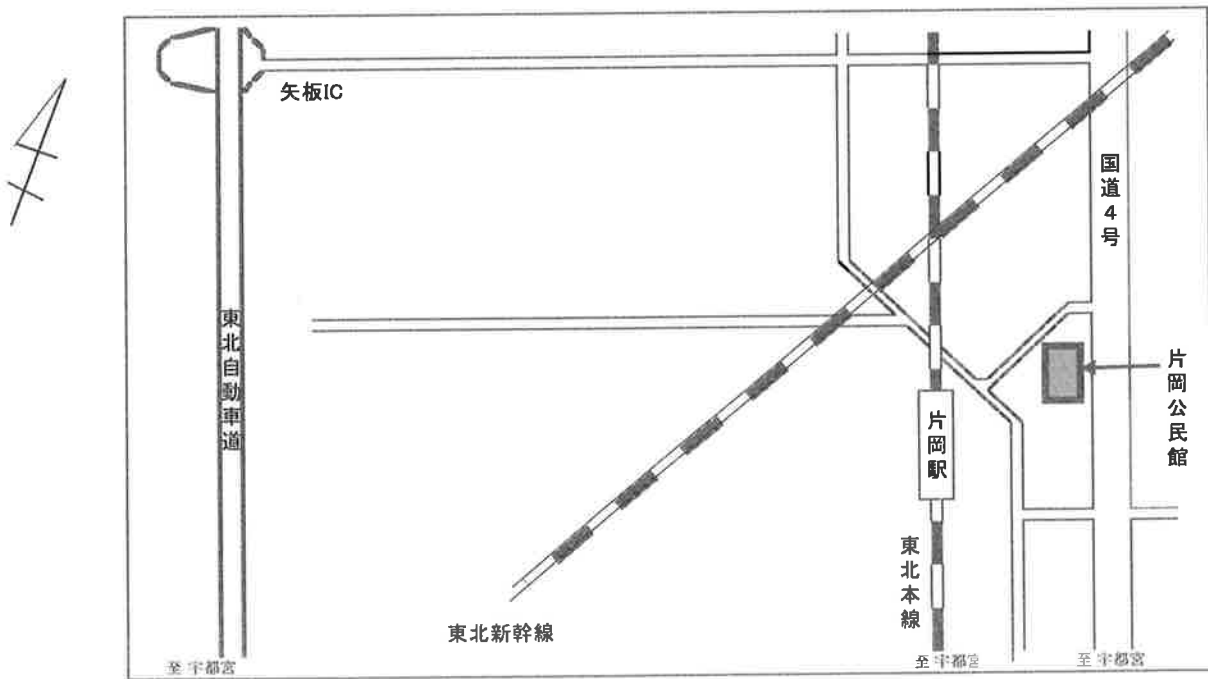 矢板IC
国道4号
東北自動車道
片岡駅
片岡公民館
東北本線
東北新幹線
至 宇都宮
至 宇都宮
至 宇都宮